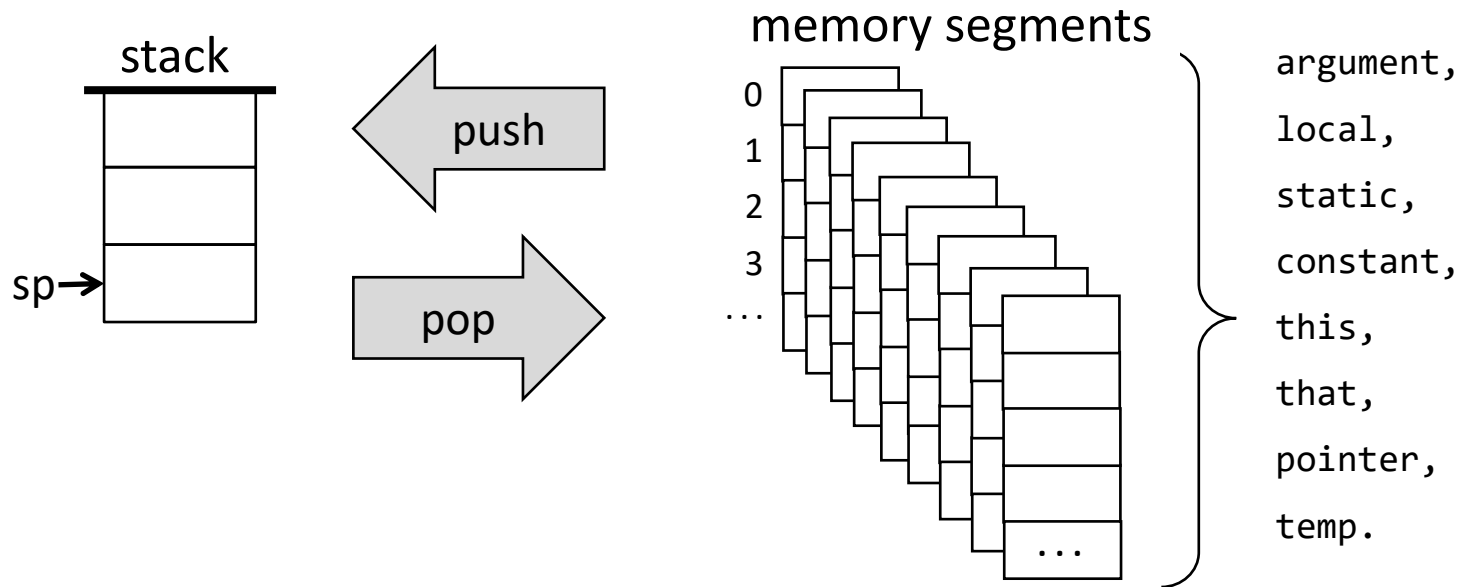 stack
sp
push
pop
memory segments
0
1
2
3
...
...
argument,
local,
static,
constant,
this,
that,
pointer,
temp.